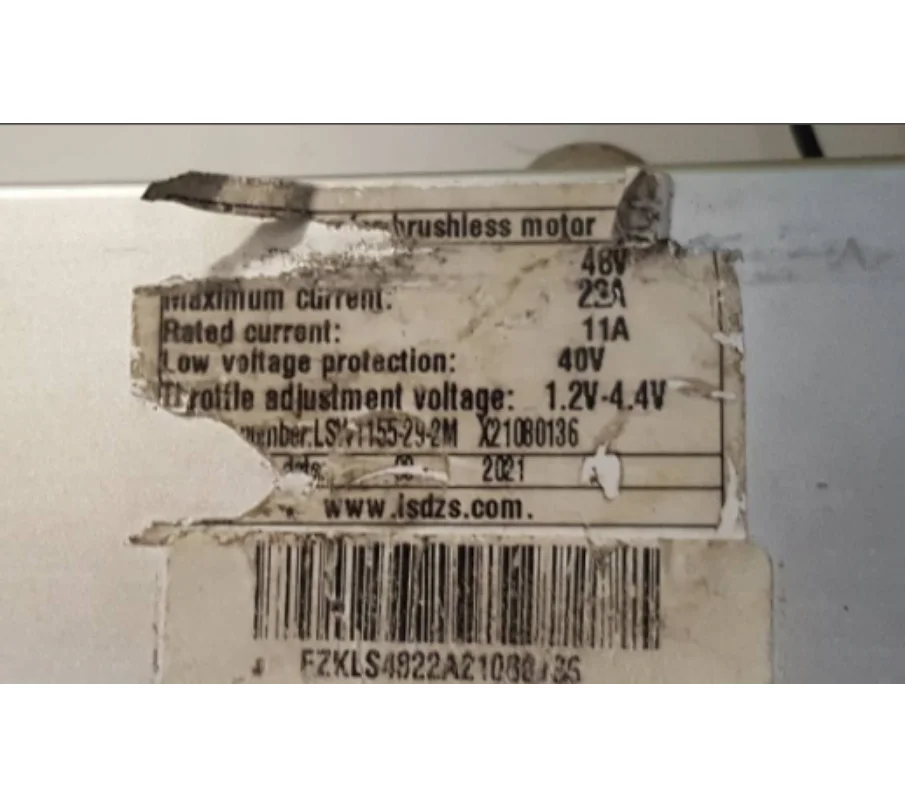 brushless motor
48V
Maximum current: 23A
Rated current: 11A
Low voltage protection: 40V
Throttle adjustment voltage: 1.2V-4.4V
X21080136
date: 2021
www.lsdzs.com.